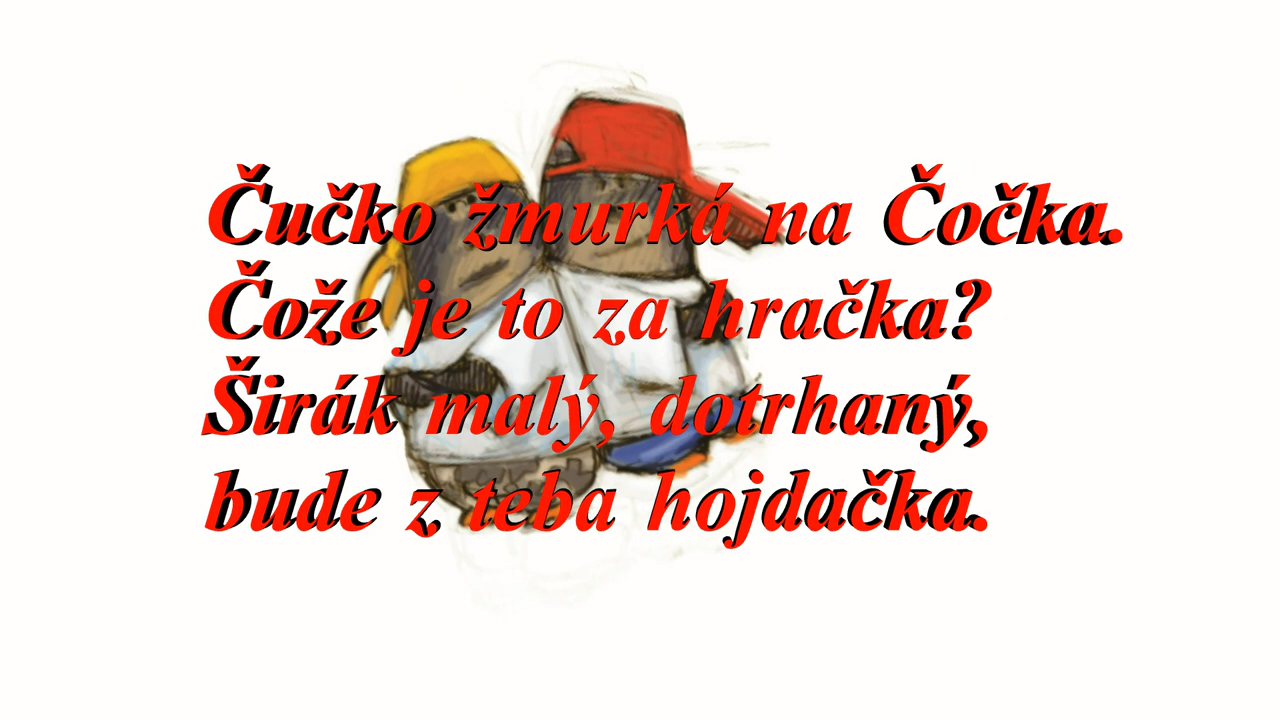 Čučko žmurká na Čočka.
Čože je to za hračka?
Širák malý, dotrhaný,
bude z teba hojdačka.